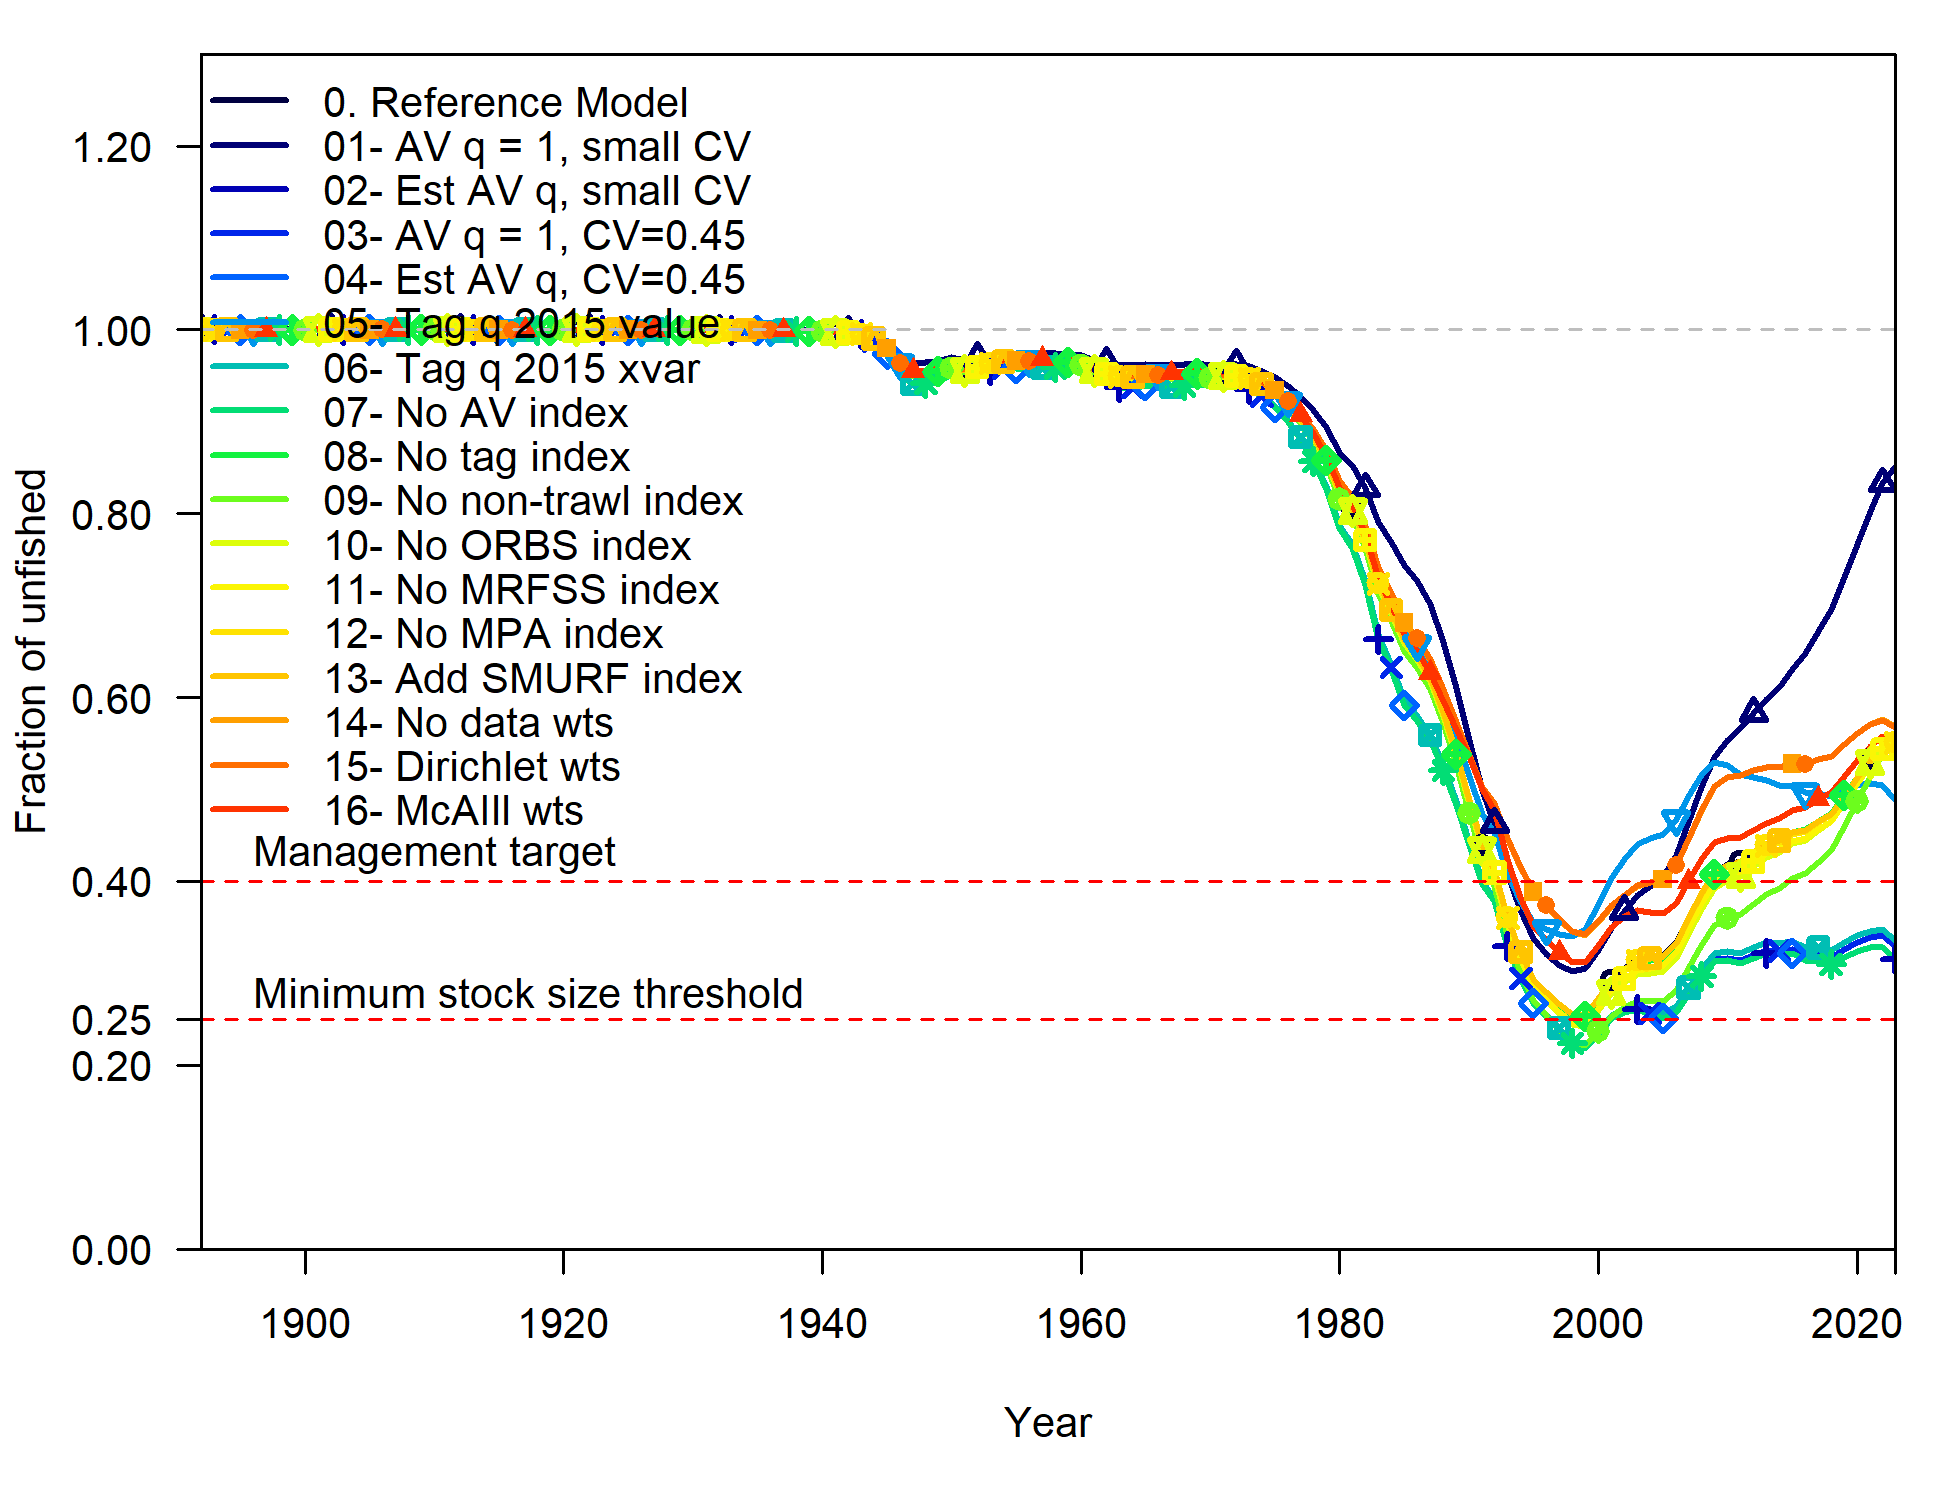 0. Reference Model
01- AV q = 1, small CV
02- Est AV q, small CV
03- AV q = 1, CV=0.45
04- Est AV q, CV=0.45
05- Tag q 2015 value
06- Tag q 2015 xvar
07- No AV index
08- No tag index
09- No non-trawl index
10- No ORBS index
11- No MRFSS index
12- No MPA index
13- Add SMURF index
14- No data wts
15- Dirichlet wts
16- McAllI wts
Management target
Minimum stock size threshold
Fraction of unfished
1.20
1.00
0.80
0.60
0.40
0.25
0.20
0.00
1900
1920
1940
1960
1980
2000
2020
Year